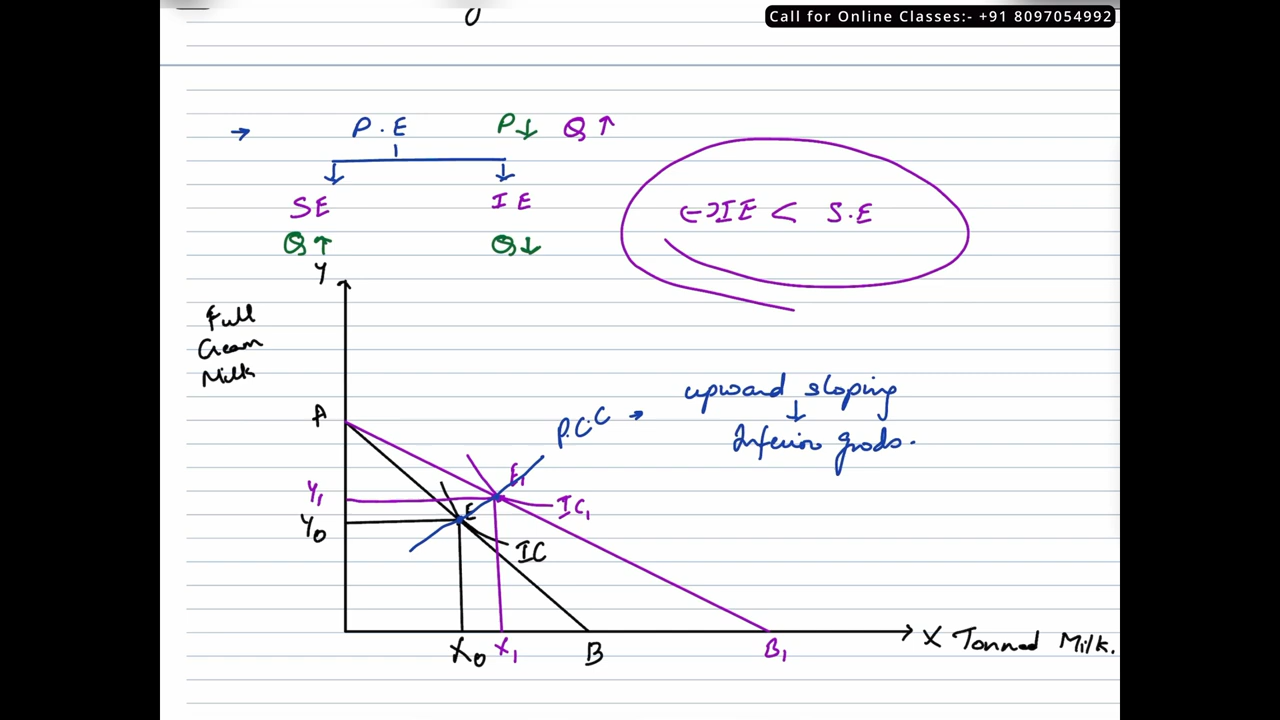 Call for Online Classes:- +91 8097054992
→ P.E P↓ Q↑
SE IE
Q↑ Q↓
(-)IE < S.E
Y
Full
Cream
Milk
upward sloping
↓
Inferior goods.
P.C.C →
A
E1
Y1
IC1
E
Y0
IC
X0 X1 B B1 X Tonned Milk.